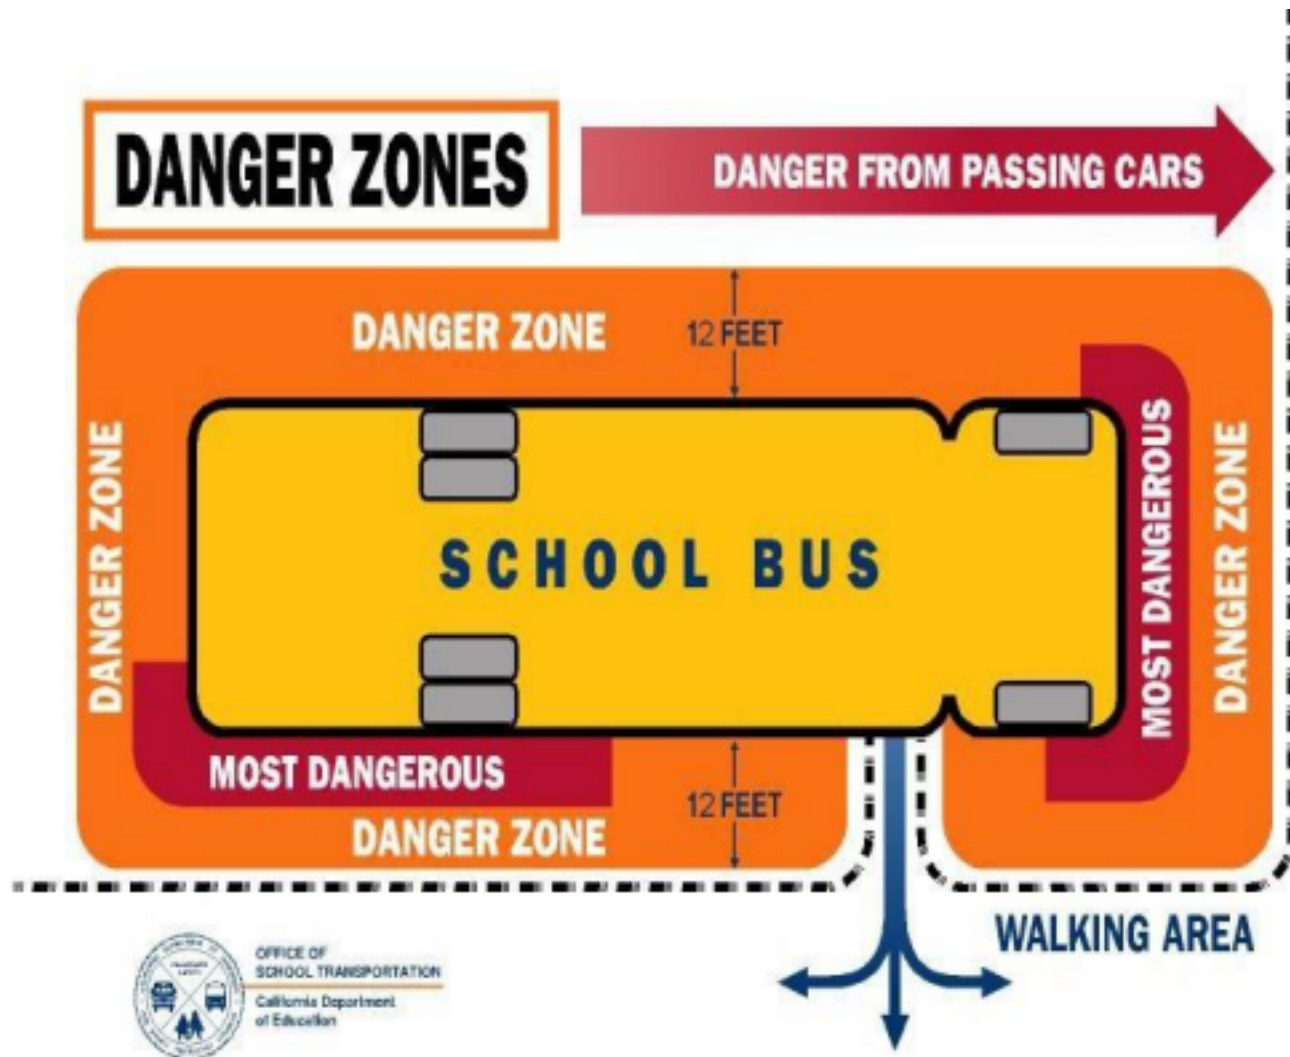 DANGER ZONES
DANGER FROM PASSING CARS
DANGER ZONE
12 FEET
DANGER ZONE
SCHOOL BUS
MOST DANGEROUS
DANGER ZONE
MOST DANGEROUS
12 FEET
DANGER ZONE
WALKING AREA
OFFICE OF
SCHOOL TRANSPORTATION
California Department
of Education